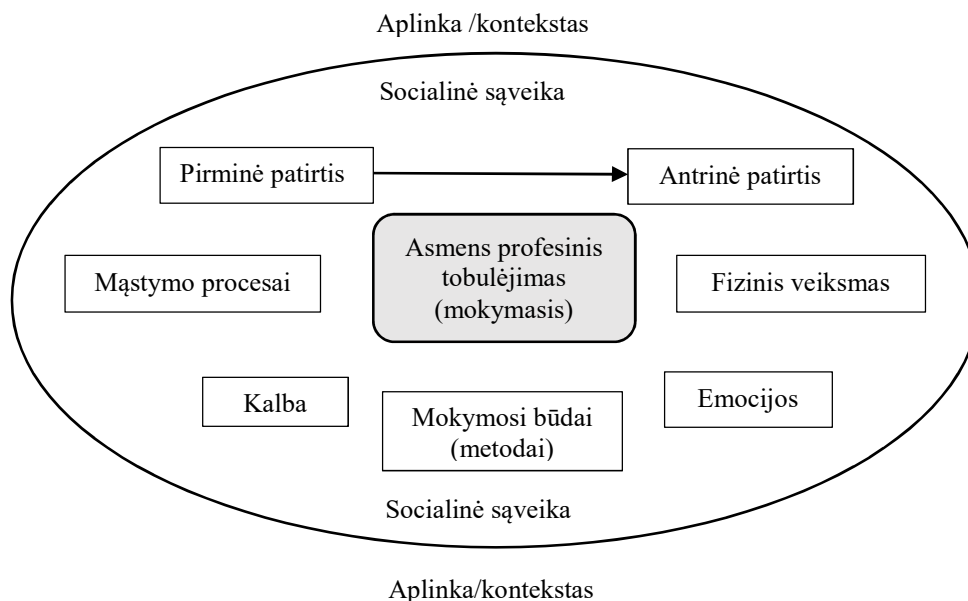 Aplinka /kontekstas
Socialinė sąveika
Pirminė patirtis
Antrinė patirtis
Asmens profesinis
tobulėjimas
(mokymasis)
Mąstymo procesai
Fizinis veiksmas
Kalba
Mokymosi būdai
(metodai)
Emocijos
Socialinė sąveika
Aplinka/kontekstas